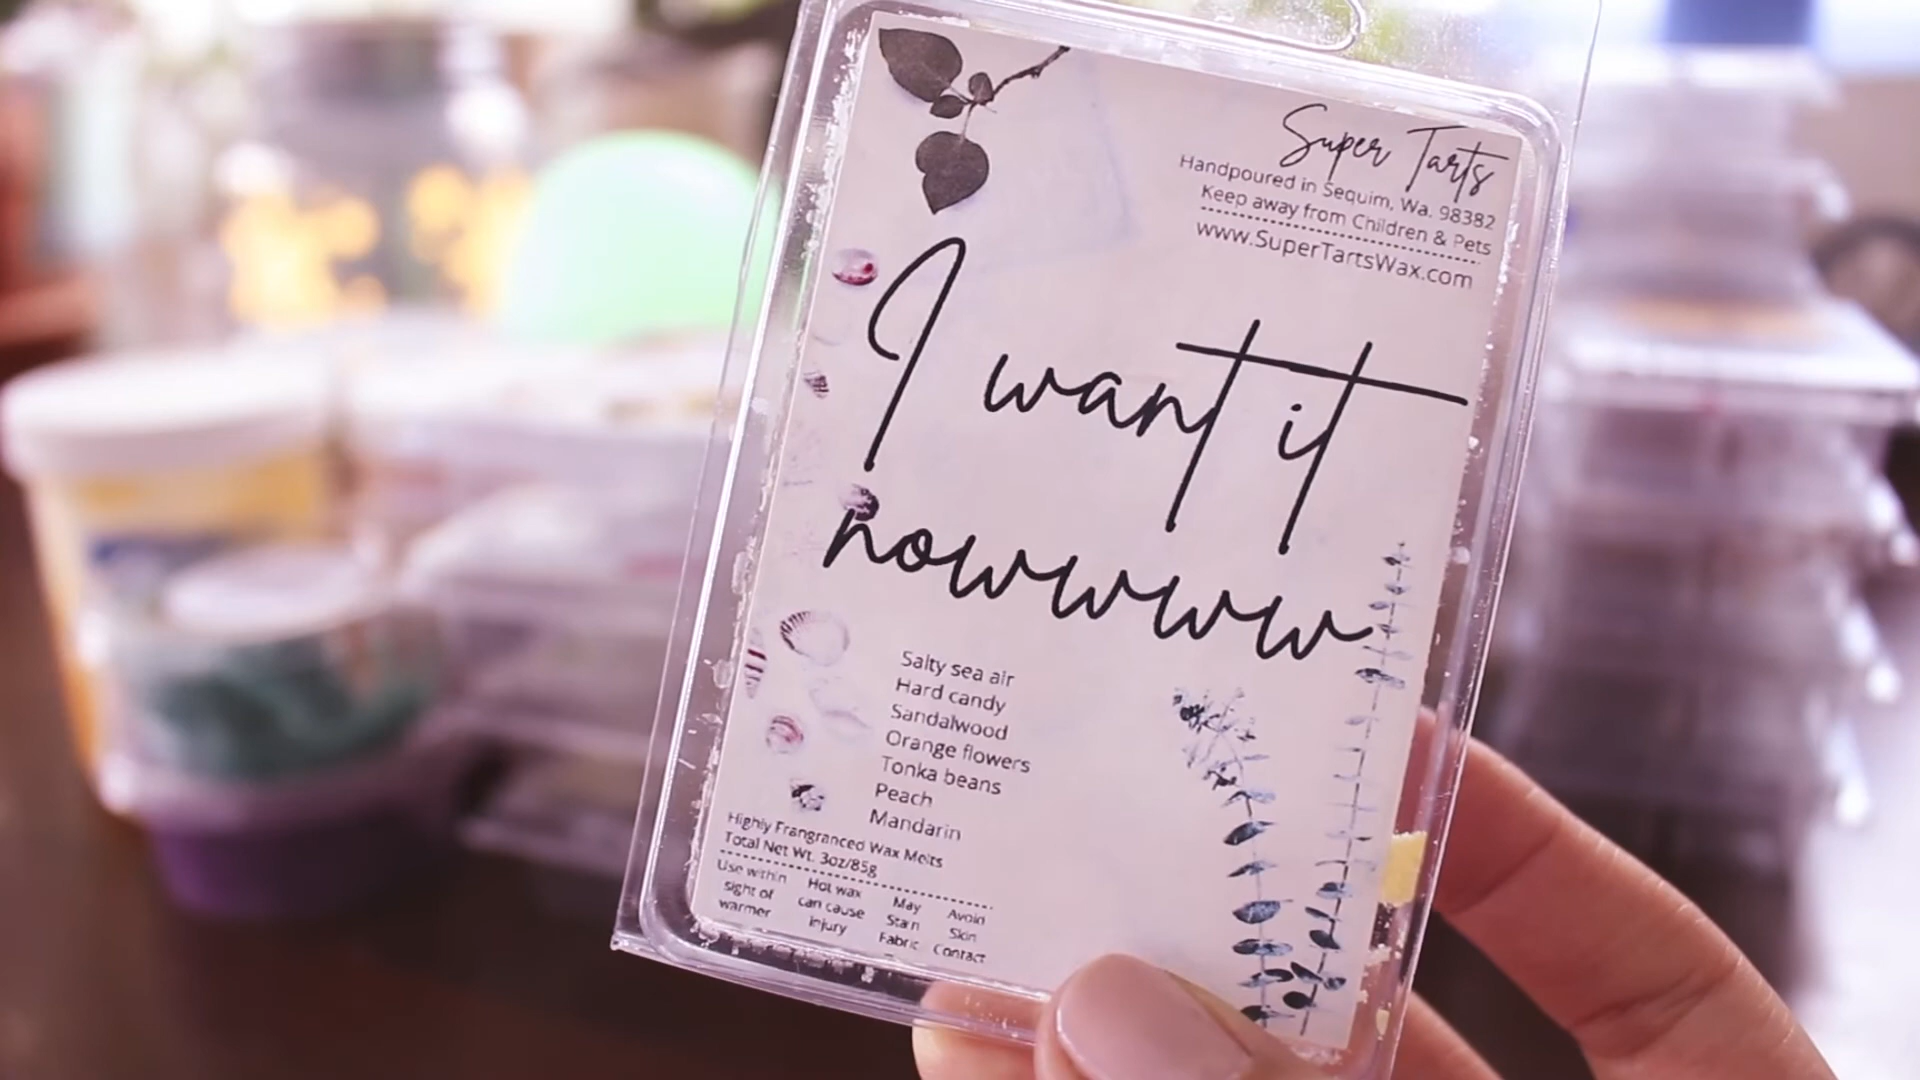 Super Tarts
Handpoured in Sequim, Wa. 98382
Keep away from Children & Pets
www.SuperTartsWax.com
I want it
nowwww
Salty sea air
Hard candy
Sandalwood
Orange flowers
Tonka beans
Peach
Mandarin
Highly Frangranced Wax Melts
Total Net Wt. 3oz/85g
Use within
sight of
warmer
Hot wax
can cause
injury
May
Stain
Fabric
Avoid
Skin
Contact